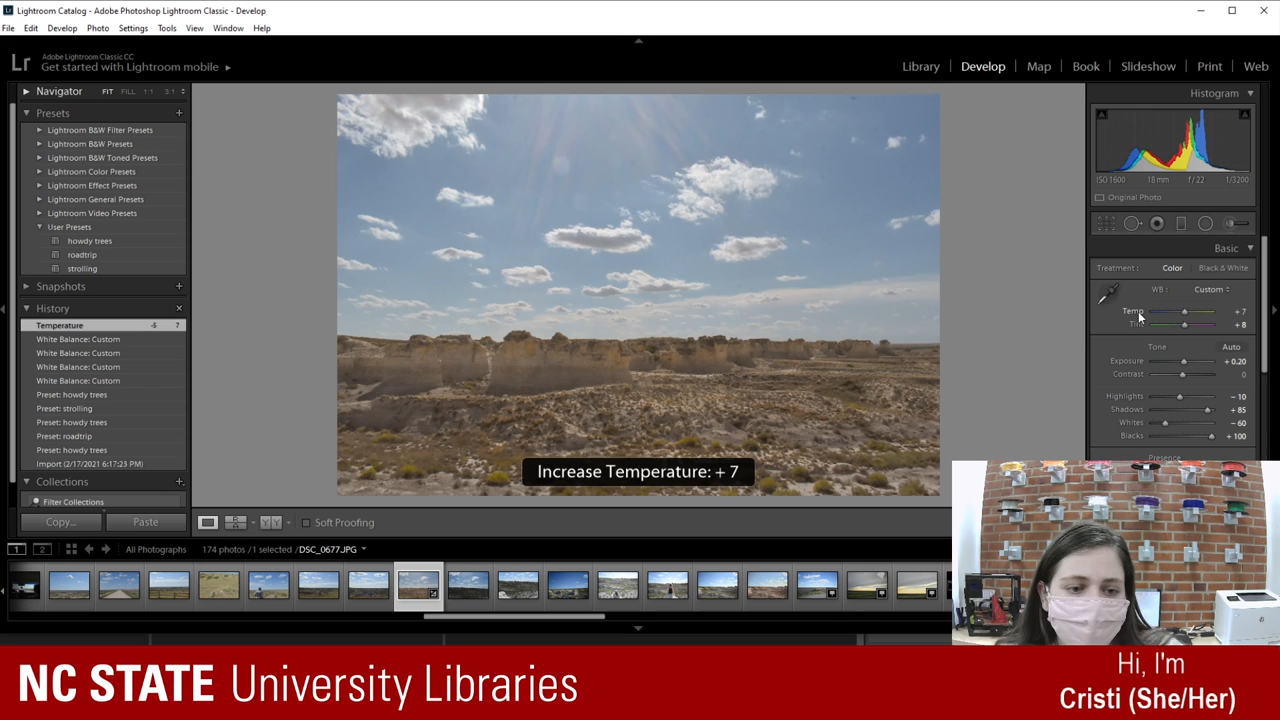 Lightroom Catalog - Adobe Photoshop Lightroom Classic - Develop
File Edit Develop Photo Settings Tools View Window Help
Lr
Adobe Lightroom Classic CC
Get started with Lightroom mobile
Library Develop Map Book Slideshow Print Web
Navigator FIT FILL 1:1 3:1
Presets
Lightroom B&W Filter Presets
Lightroom B&W Presets
Lightroom B&W Toned Presets
Lightroom Color Presets
Lightroom Effect Presets
Lightroom General Presets
Lightroom Video Presets
User Presets
howdy trees
roadtrip
strolling
Snapshots
History
Temperature -5 7
White Balance: Custom
White Balance: Custom
White Balance: Custom
White Balance: Custom
Preset: howdy trees
Preset: strolling
Preset: howdy trees
Preset: roadtrip
Preset: howdy trees
Import (2/17/2021 6:17:23 PM)
Collections
Filter Collections
Copy... Paste
Increase Temperature: + 7
Histogram
ISO 1600 18 mm f / 22 1/3200
Original Photo
Basic
Treatment : Color Black & White
WB : Custom
Temp + 7
+ 8
Tone Auto
Exposure + 0.20
Contrast 0
Highlights - 10
Shadows + 85
Whites - 60
Blacks + 100
Presence
Soft Proofing
1 2 All Photographs 174 photos / 1 selected / DSC_0677.JPG
NC STATE University Libraries
Hi, I'm
Cristi (She/Her)